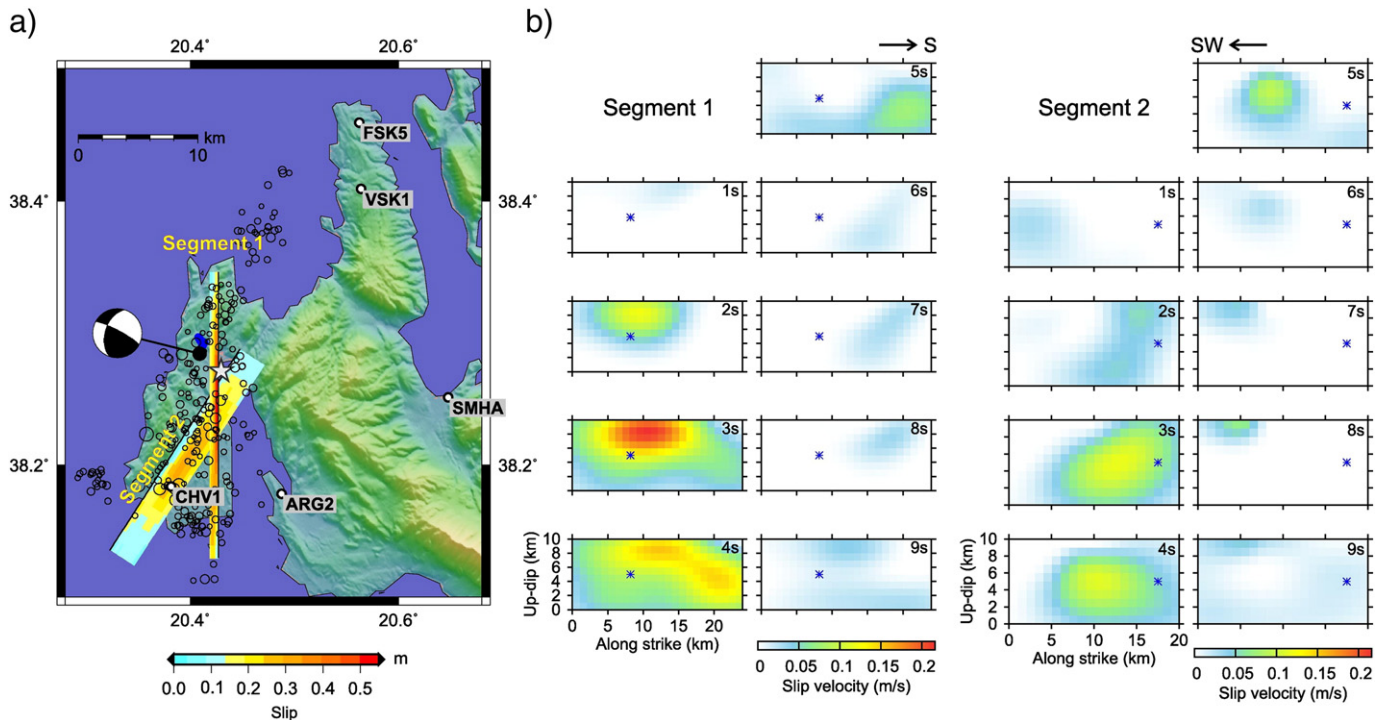 a)
20.4°
20.6°
km
0
10
FSK5
VSK1
38.4°
38.4°
Segment 1
SMHA
38.2°
38.2°
Segment 2
CHV1
ARG2
20.4°
20.6°
m
0.0 0.1 0.2 0.3 0.4 0.5
Slip
b)
S
Segment 1
5s
1s
6s
2s
7s
3s
8s
4s
9s
Up-dip (km)
10
8
6
4
2
0
0 5 10 15 20
Along strike (km)
0 0.05 0.1 0.15 0.2
Slip velocity (m/s)
SW
Segment 2
5s
1s
6s
2s
7s
3s
8s
4s
9s
Up-dip (km)
10
8
6
4
2
0
0 5 10 15 20
Along strike (km)
0 0.05 0.1 0.15 0.2
Slip velocity (m/s)